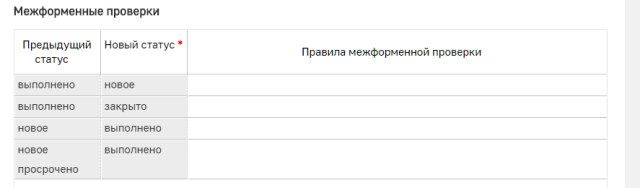 Межформенные проверки
Предыдущий Новый статус * Правила межформенной проверки
статус
выполнено новое
выполнено закрыто
новое выполнено
новое выполнено
просрочено